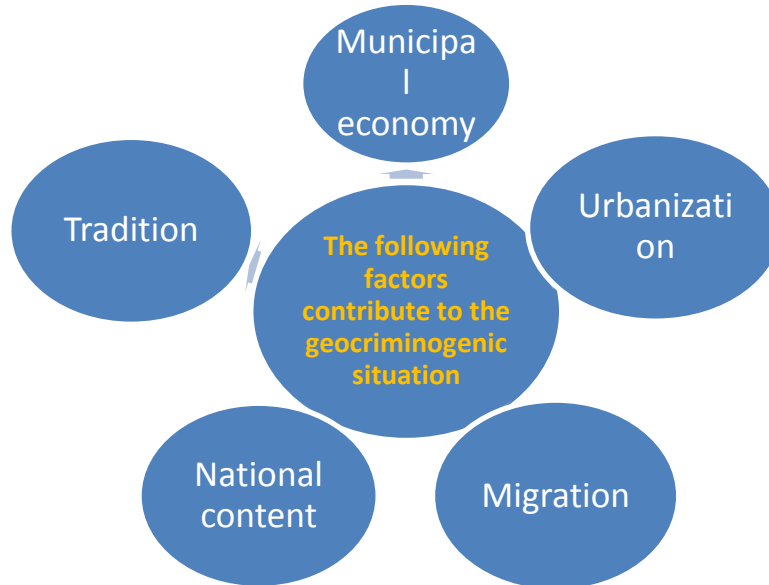 Municipa
l
economy
Urbanizati
on
Tradition
The following
factors
contribute to the
geocriminogenic
situation
National
content
Migration